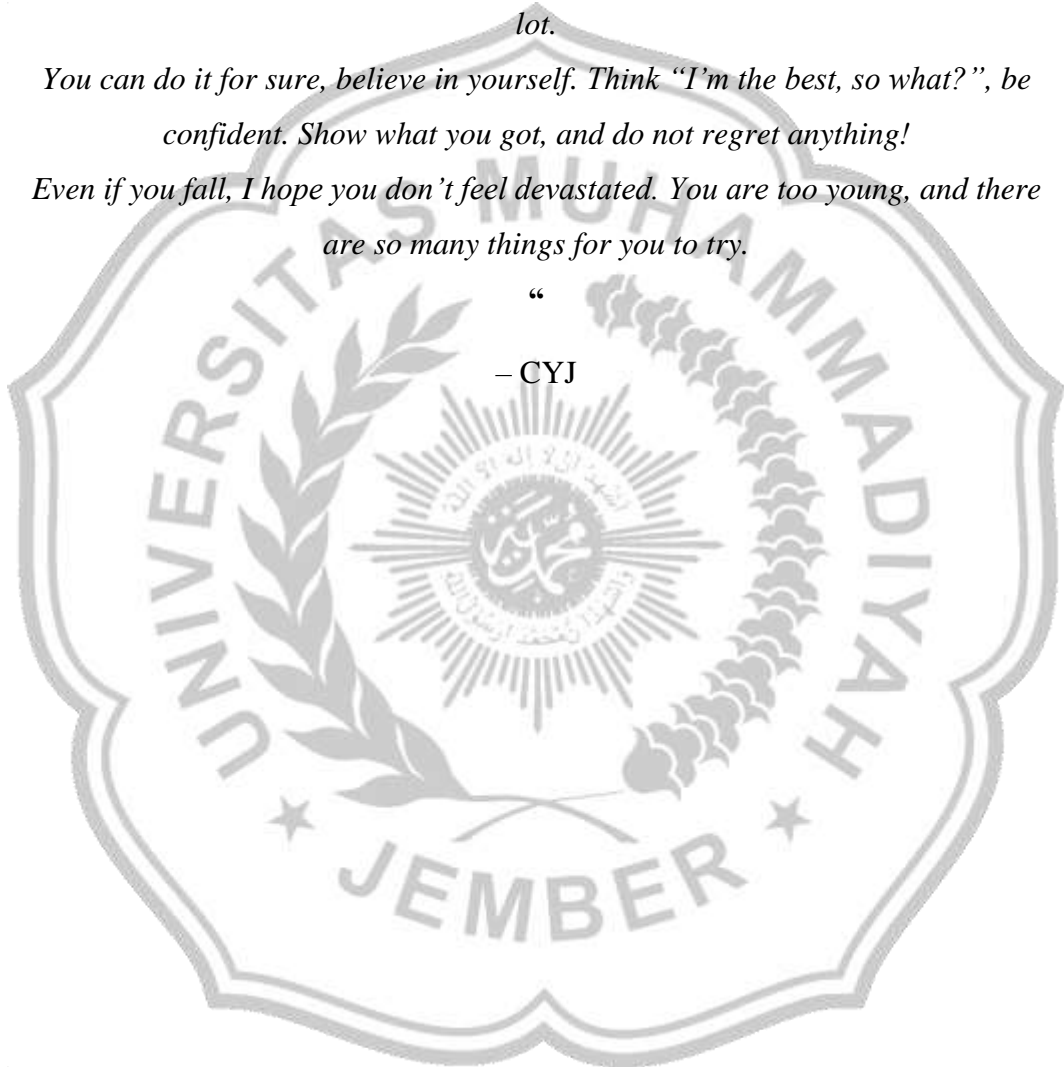 lot.
You can do it for sure, believe in yourself. Think “I’m the best, so what?”, be
confident. Show what you got, and do not regret anything!
Even if you fall, I hope you don’t feel devastated. You are too young, and there
are so many things for you to try.
“
– CYJ
UNIVERSITAS MUHAMMADIYAH
JEMBER